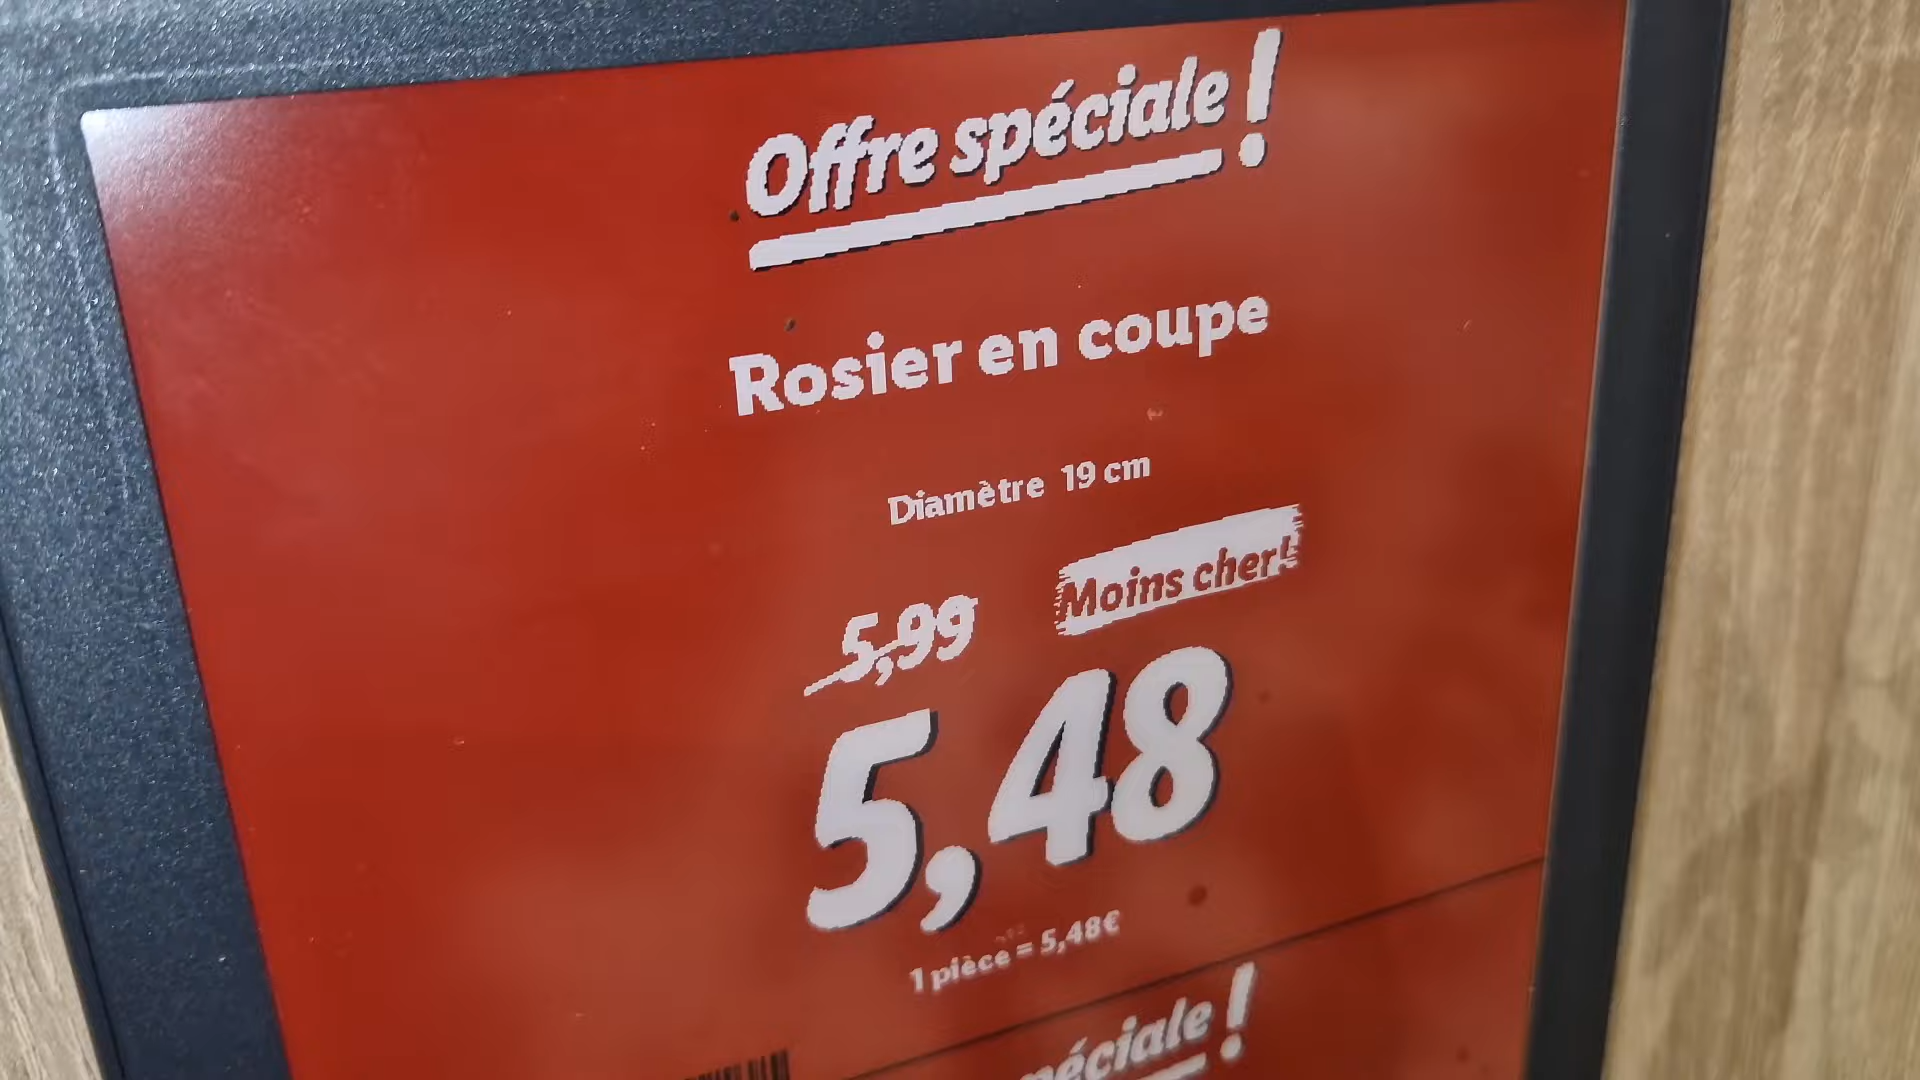 Offre spéciale !
Rosier en coupe
Diamètre 19 cm
Moins cher!
5,99
5,48
1 pièce = 5,48€
spéciale !